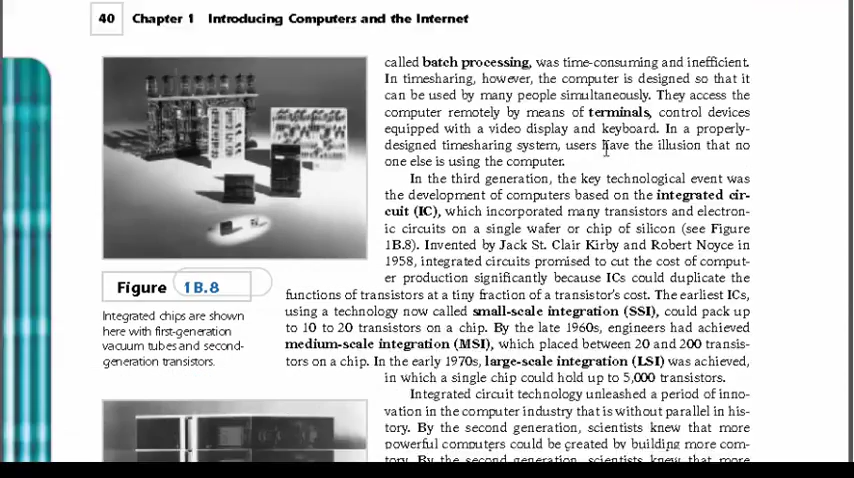 40 Chapter 1 Introducing Computers and the Internet
called batch processing, was time-consuming and inefficient.
In timesharing, however, the computer is designed so that it
can be used by many people simultaneously. They access the
computer remotely by means of terminals, control devices
equipped with a video display and keyboard. In a properly-
designed timesharing system, users have the illusion that no
one else is using the computer.
In the third generation, the key technological event was
the development of computers based on the integrated cir-
cuit (IC), which incorporated many transistors and electron-
ic circuits on a single wafer or chip of silicon (see Figure
1B.8). Invented by Jack St. Clair Kirby and Robert Noyce in
1958, integrated circuits promised to cut the cost of comput-
er production significantly because ICs could duplicate the
functions of transistors at a tiny fraction of a transistor's cost. The earliest ICs,
using a technology now called small-scale integration (SSI), could pack up
to 10 to 20 transistors on a chip. By the late 1960s, engineers had achieved
medium-scale integration (MSI), which placed between 20 and 200 transis-
tors on a chip. In the early 1970s, large-scale integration (LSI) was achieved,
in which a single chip could hold up to 5,000 transistors.
Integrated circuit technology unleashed a period of inno-
vation in the computer industry that is without parallel in his-
tory. By the second generation, scientists knew that more
powerful computers could be created by building more com-
tory. By the second generation, scientists knew that more
Figure 1B.8
Integrated chips are shown
here with first-generation
vacuum tubes and second-
generation transistors.